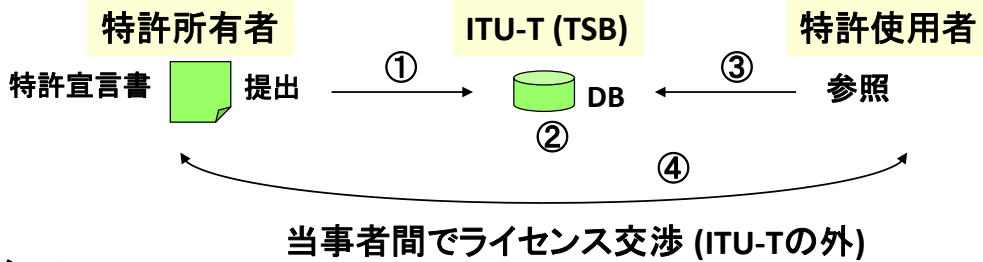 特許所有者 ITU-T (TSB) 特許使用者
特許宣言書 提出 ① DB ③ 参照
②
④
当事者間でライセンス交渉 (ITU-Tの外)